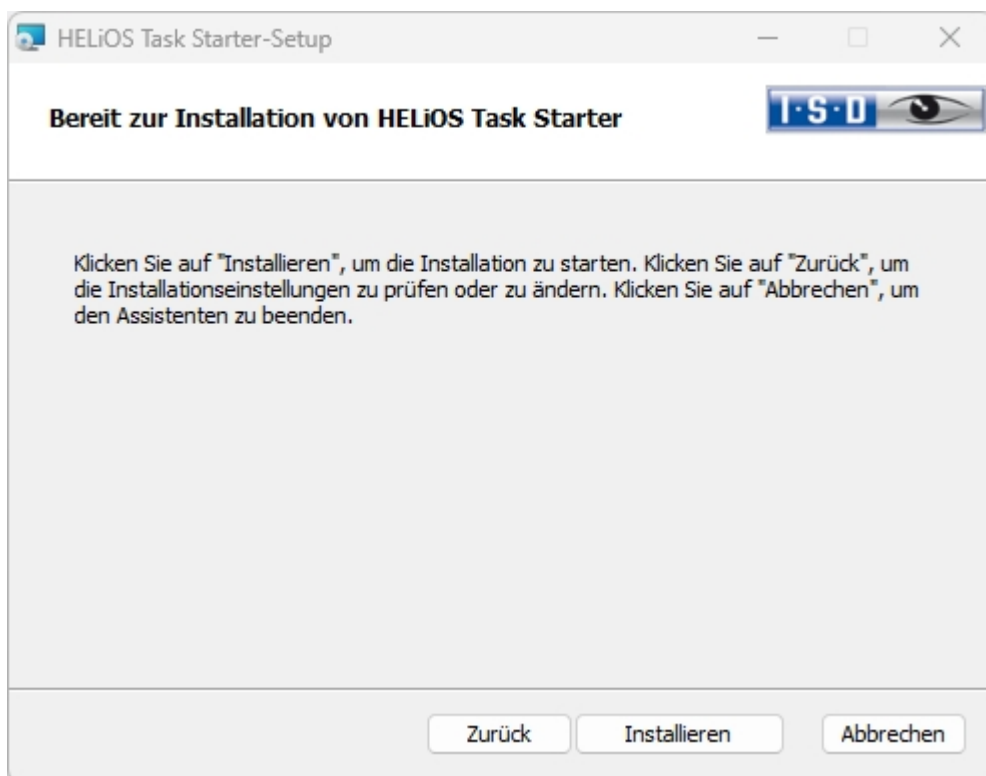 HELiOS Task Starter-Setup
Bereit zur Installation von HELiOS Task Starter
I·S·D
Klicken Sie auf "Installieren", um die Installation zu starten. Klicken Sie auf "Zurück", um
die Installationseinstellungen zu prüfen oder zu ändern. Klicken Sie auf "Abbrechen", um
den Assistenten zu beenden.
Zurück Installieren Abbrechen